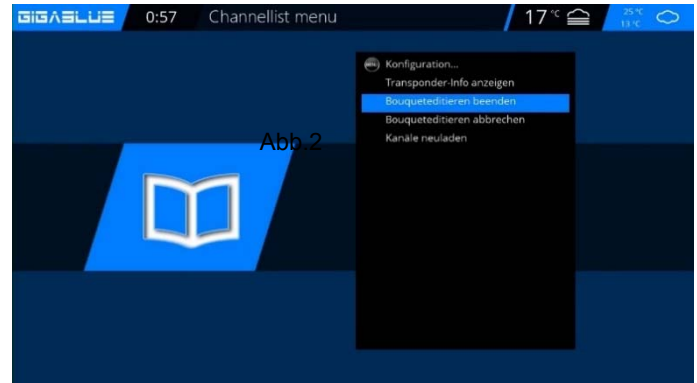 GIGABLUE 0:57 Channellist menu 17 °C 25 °C
13 °C
MENU Konfiguration...
Transponder-Info anzeigen
Bouqueteditieren beenden
Bouqueteditieren abbrechen
Kanäle neuladen
Abb.2